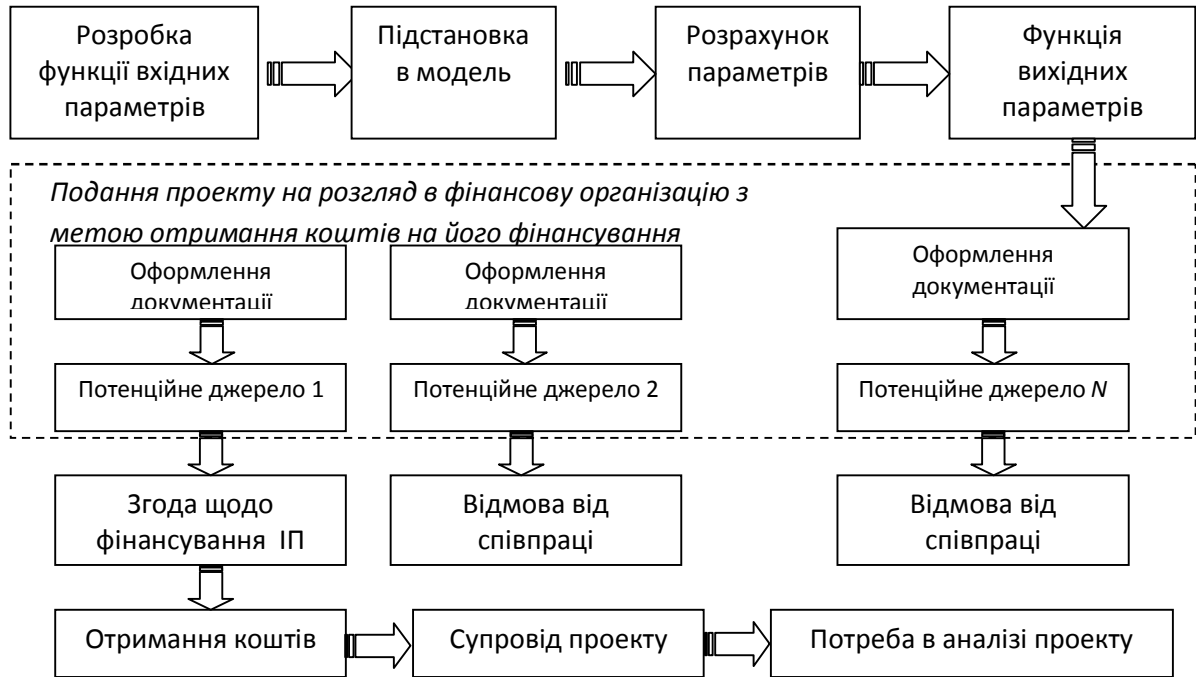 Розробка
функції вхідних
параметрів
Підстановка
в модель
Розрахунок
параметрів
Функція
вихідних
параметрів
Подання проекту на розгляд в фінансову організацію з
метою отримання коштів на його фінансування
Оформлення
документації
Оформлення
документації
Оформлення
документації
Потенційне джерело 1
Потенційне джерело 2
Потенційне джерело N
Згода щодо
фінансування ІП
Відмова від
співпраці
Відмова від
співпраці
Отримання коштів
Супровід проекту
Потреба в аналізі проекту